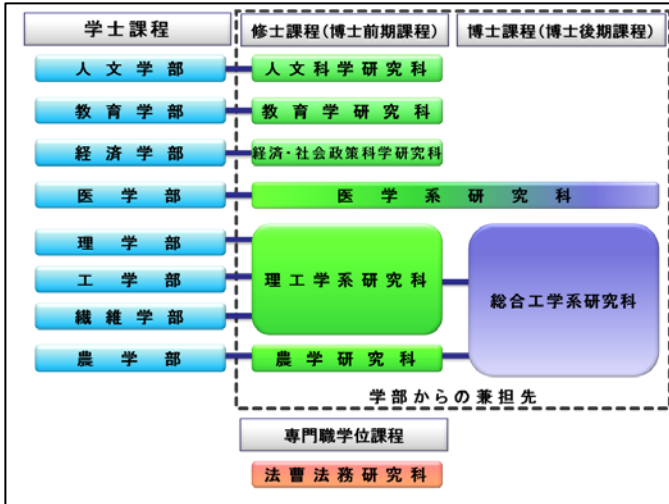 学士課程 修士課程(博士前期課程) 博士課程(博士後期課程)
人文学部 人文科学研究科
教育学部 教育学研究科
経済学部 経済・社会政策科学研究科
医学部 医学系研究科
理学部
工学部 理工学系研究科
総合工学系研究科
繊維学部
農学部 農学研究科
学部からの兼担先
専門職学位課程
法曹法務研究科